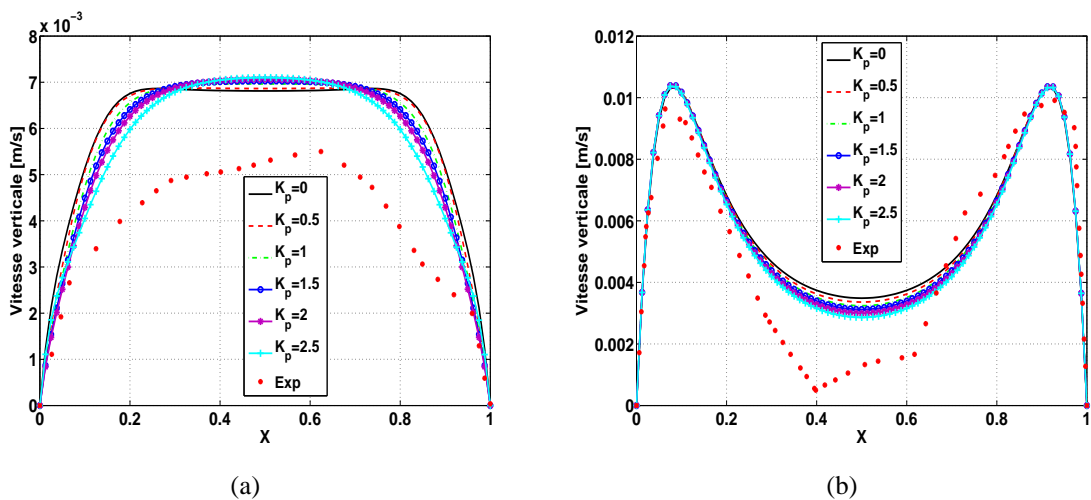 x 10⁻³
8
7
6
5
4
3
2
1
0
0
0.2
0.4
0.6
0.8
1
Vitesse verticale [m/s]
X
K_p=0
K_p=0.5
K_p=1
K_p=1.5
K_p=2
K_p=2.5
Exp
(a)
0.012
0.01
0.008
0.006
0.004
0.002
0
0
0.2
0.4
0.6
0.8
1
Vitesse verticale [m/s]
X
K_p=0
K_p=0.5
K_p=1
K_p=1.5
K_p=2
K_p=2.5
Exp
(b)